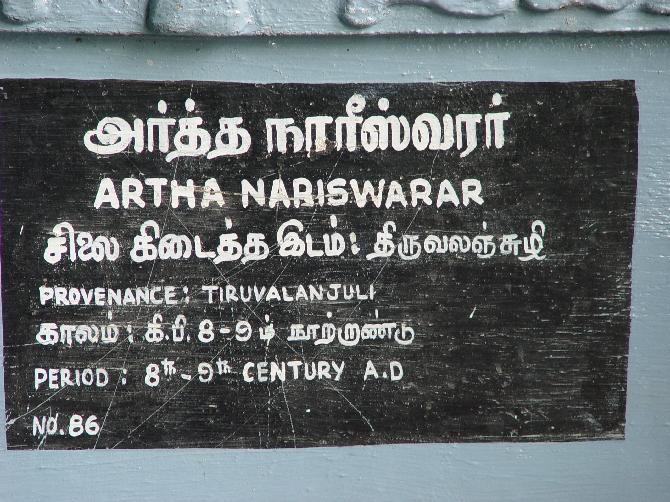 அர்த்த நாரீஸ்வரர்
ARTHA NARISWARAR
சிலை கிடைத்த இடம்: திருவலஞ்சுழி
PROVENANCE: TIRUVALANJULI
காலம்: கி.பி. 8-9ம் நூற்றாண்டு
PERIOD: 8th-9th CENTURY A.D
NO.86